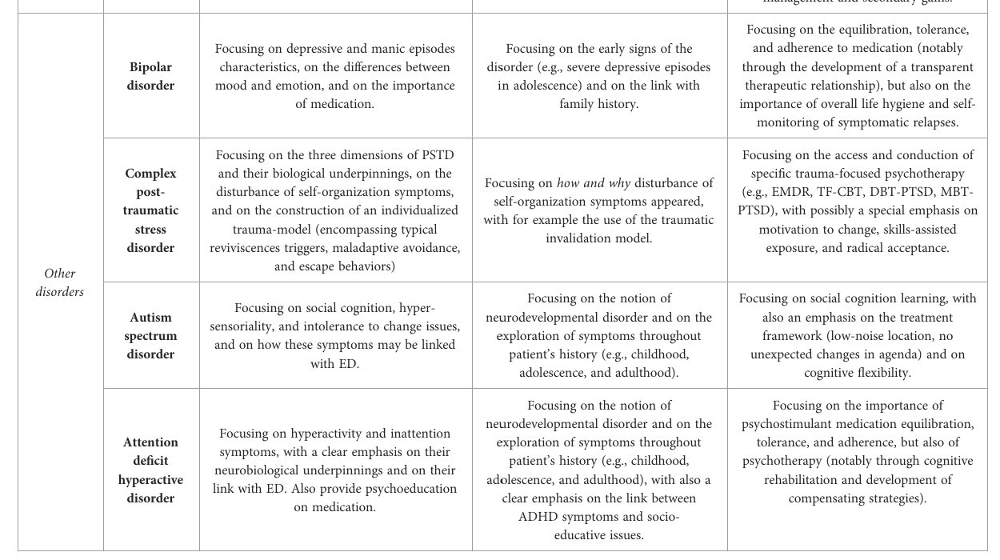 management and secondary gains.
Other
disorders
Bipolar
disorder
Focusing on depressive and manic episodes
characteristics, on the differences between
mood and emotion, and on the importance
of medication.
Focusing on the early signs of the
disorder (e.g., severe depressive episodes
in adolescence) and on the link with
family history.
Focusing on the equilibration, tolerance,
and adherence to medication (notably
through the development of a transparent
therapeutic relationship), but also on the
importance of overall life hygiene and self-
monitoring of symptomatic relapses.
Complex
post-
traumatic
stress
disorder
Focusing on the three dimensions of PSTD
and their biological underpinnings, on the
disturbance of self-organization symptoms,
and on the construction of an individualized
trauma-model (encompassing typical
reviviscences triggers, maladaptive avoidance,
and escape behaviors)
Focusing on how and why disturbance of
self-organization symptoms appeared,
with for example the use of the traumatic
invalidation model.
Focusing on the access and conduction of
specific trauma-focused psychotherapy
(e.g., EMDR, TF-CBT, DBT-PTSD, MBT-
PTSD), with possibly a special emphasis on
motivation to change, skills-assisted
exposure, and radical acceptance.
Autism
spectrum
disorder
Focusing on social cognition, hyper-
sensoriality, and intolerance to change issues,
and on how these symptoms may be linked
with ED.
Focusing on the notion of
neurodevelopmental disorder and on the
exploration of symptoms throughout
patient's history (e.g., childhood,
adolescence, and adulthood).
Focusing on social cognition learning, with
also an emphasis on the treatment
framework (low-noise location, no
unexpected changes in agenda) and on
cognitive flexibility.
Attention
deficit
hyperactive
disorder
Focusing on hyperactivity and inattention
symptoms, with a clear emphasis on their
neurobiological underpinnings and on their
link with ED. Also provide psychoeducation
on medication.
Focusing on the notion of
neurodevelopmental disorder and on the
exploration of symptoms throughout
patient's history (e.g., childhood,
adolescence, and adulthood), with also a
clear emphasis on the link between
ADHD symptoms and socio-
educative issues.
Focusing on the importance of
psychostimulant medication equilibration,
tolerance, and adherence, but also of
psychotherapy (notably through cognitive
rehabilitation and development of
compensating strategies).